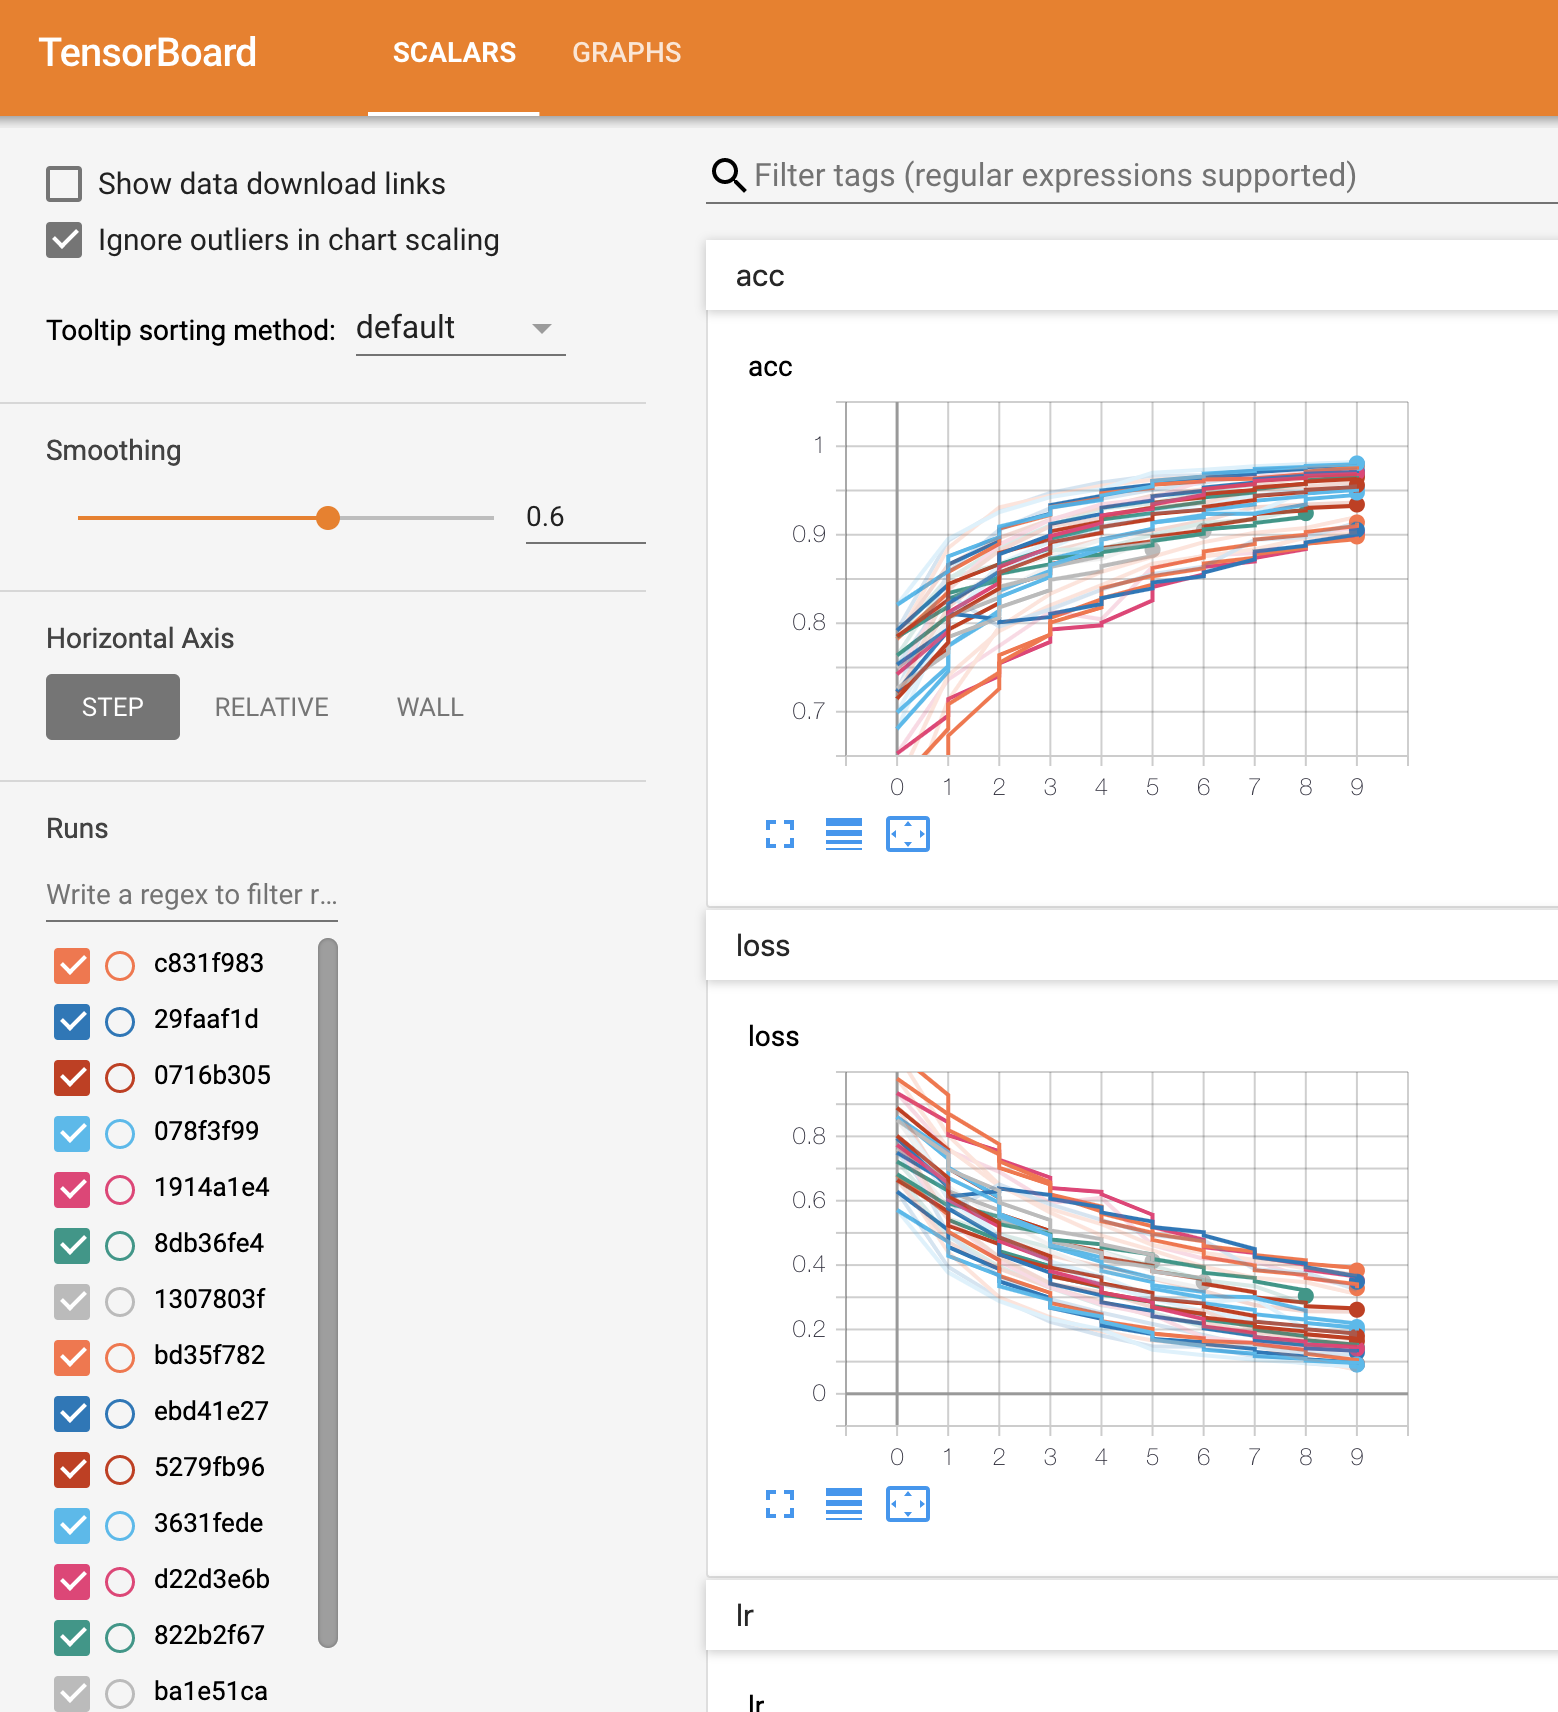 TensorBoard SCALARS GRAPHS
Show data download links
Ignore outliers in chart scaling
Tooltip sorting method: default
Smoothing
0.6
Horizontal Axis
STEP RELATIVE WALL
Runs
Write a regex to filter r...
c831f983
29faaf1d
0716b305
078f3f99
1914a1e4
8db36fe4
1307803f
bd35f782
ebd41e27
5279fb96
3631fede
d22d3e6b
822b2f67
ba1e51ca
Filter tags (regular expressions supported)
acc
acc
1
0.9
0.8
0.7
0 1 2 3 4 5 6 7 8 9
loss
loss
0.8
0.6
0.4
0.2
0
0 1 2 3 4 5 6 7 8 9
lr
lr